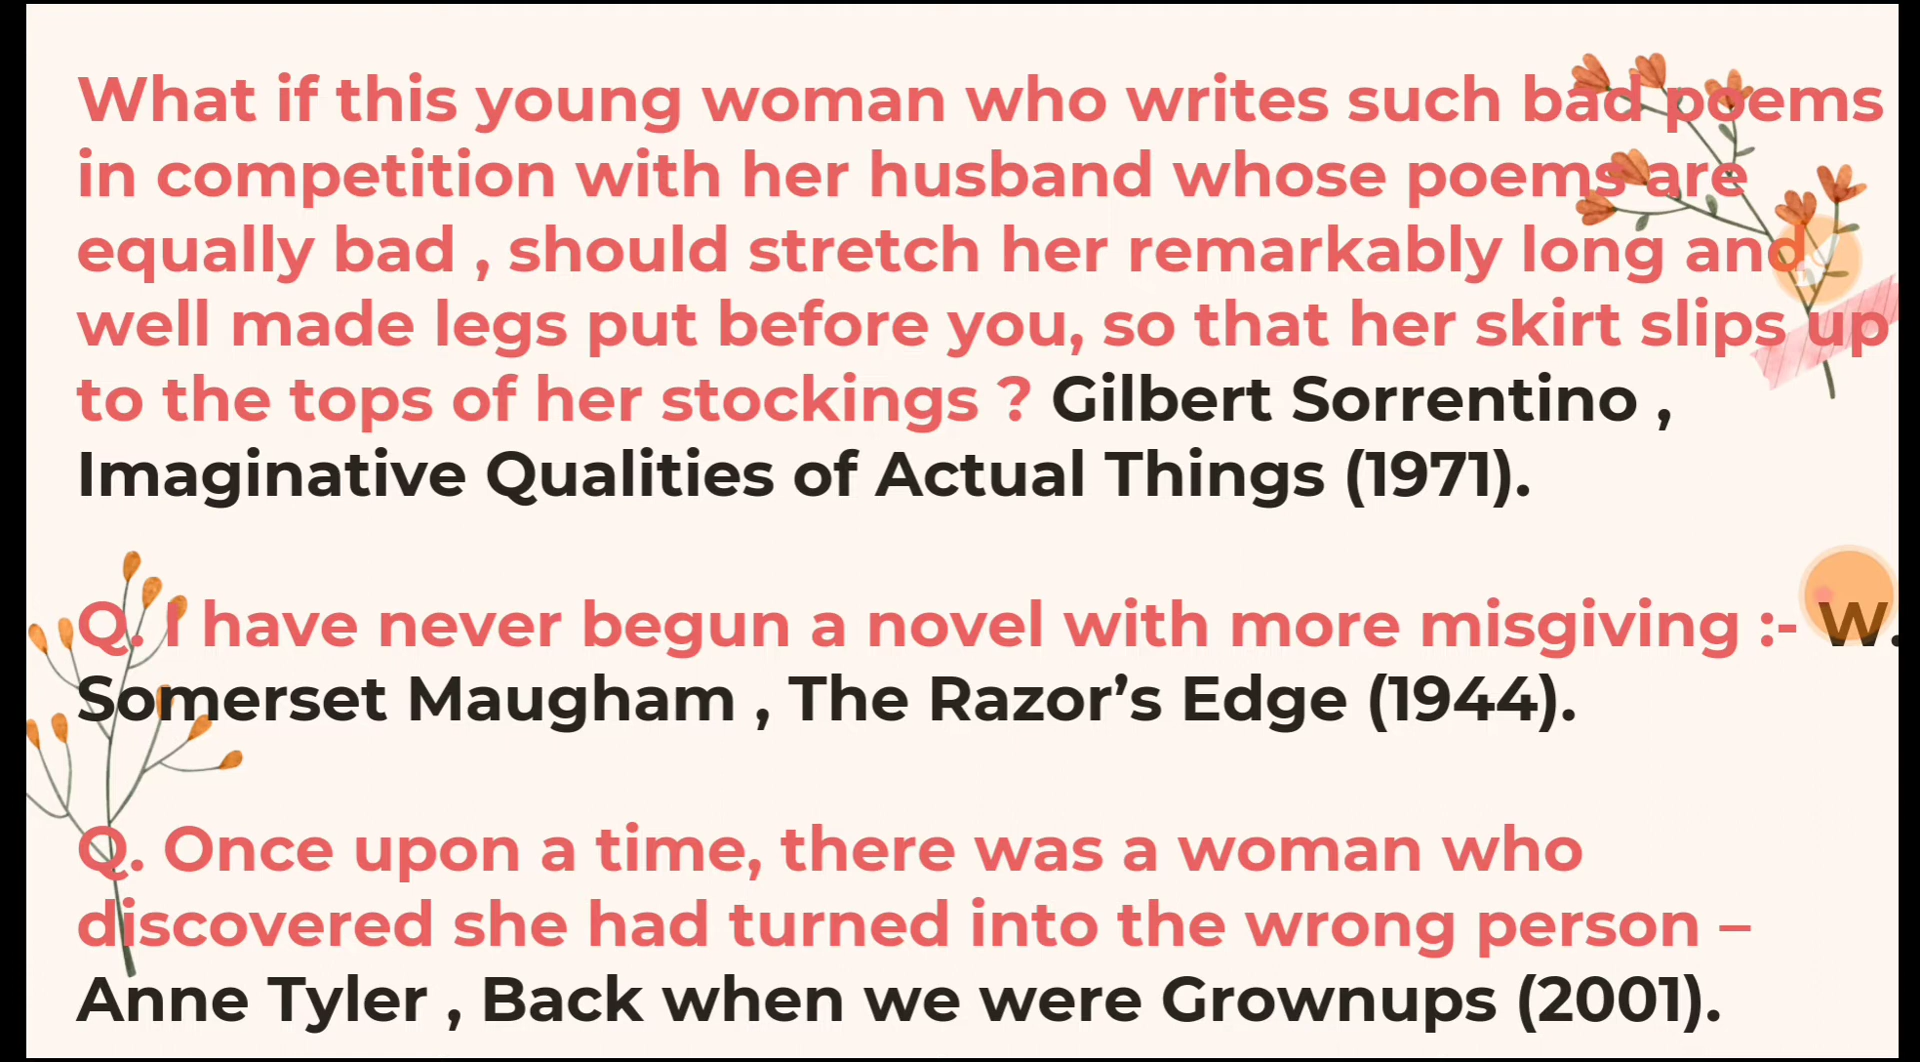 What if this young woman who writes such bad poems
in competition with her husband whose poems are
equally bad , should stretch her remarkably long and
well made legs put before you, so that her skirt slips up
to the tops of her stockings ? Gilbert Sorrentino ,
Imaginative Qualities of Actual Things (1971).
Q. I have never begun a novel with more misgiving :- W.
Somerset Maugham , The Razor’s Edge (1944).
Q. Once upon a time, there was a woman who
discovered she had turned into the wrong person –
Anne Tyler , Back when we were Grownups (2001).